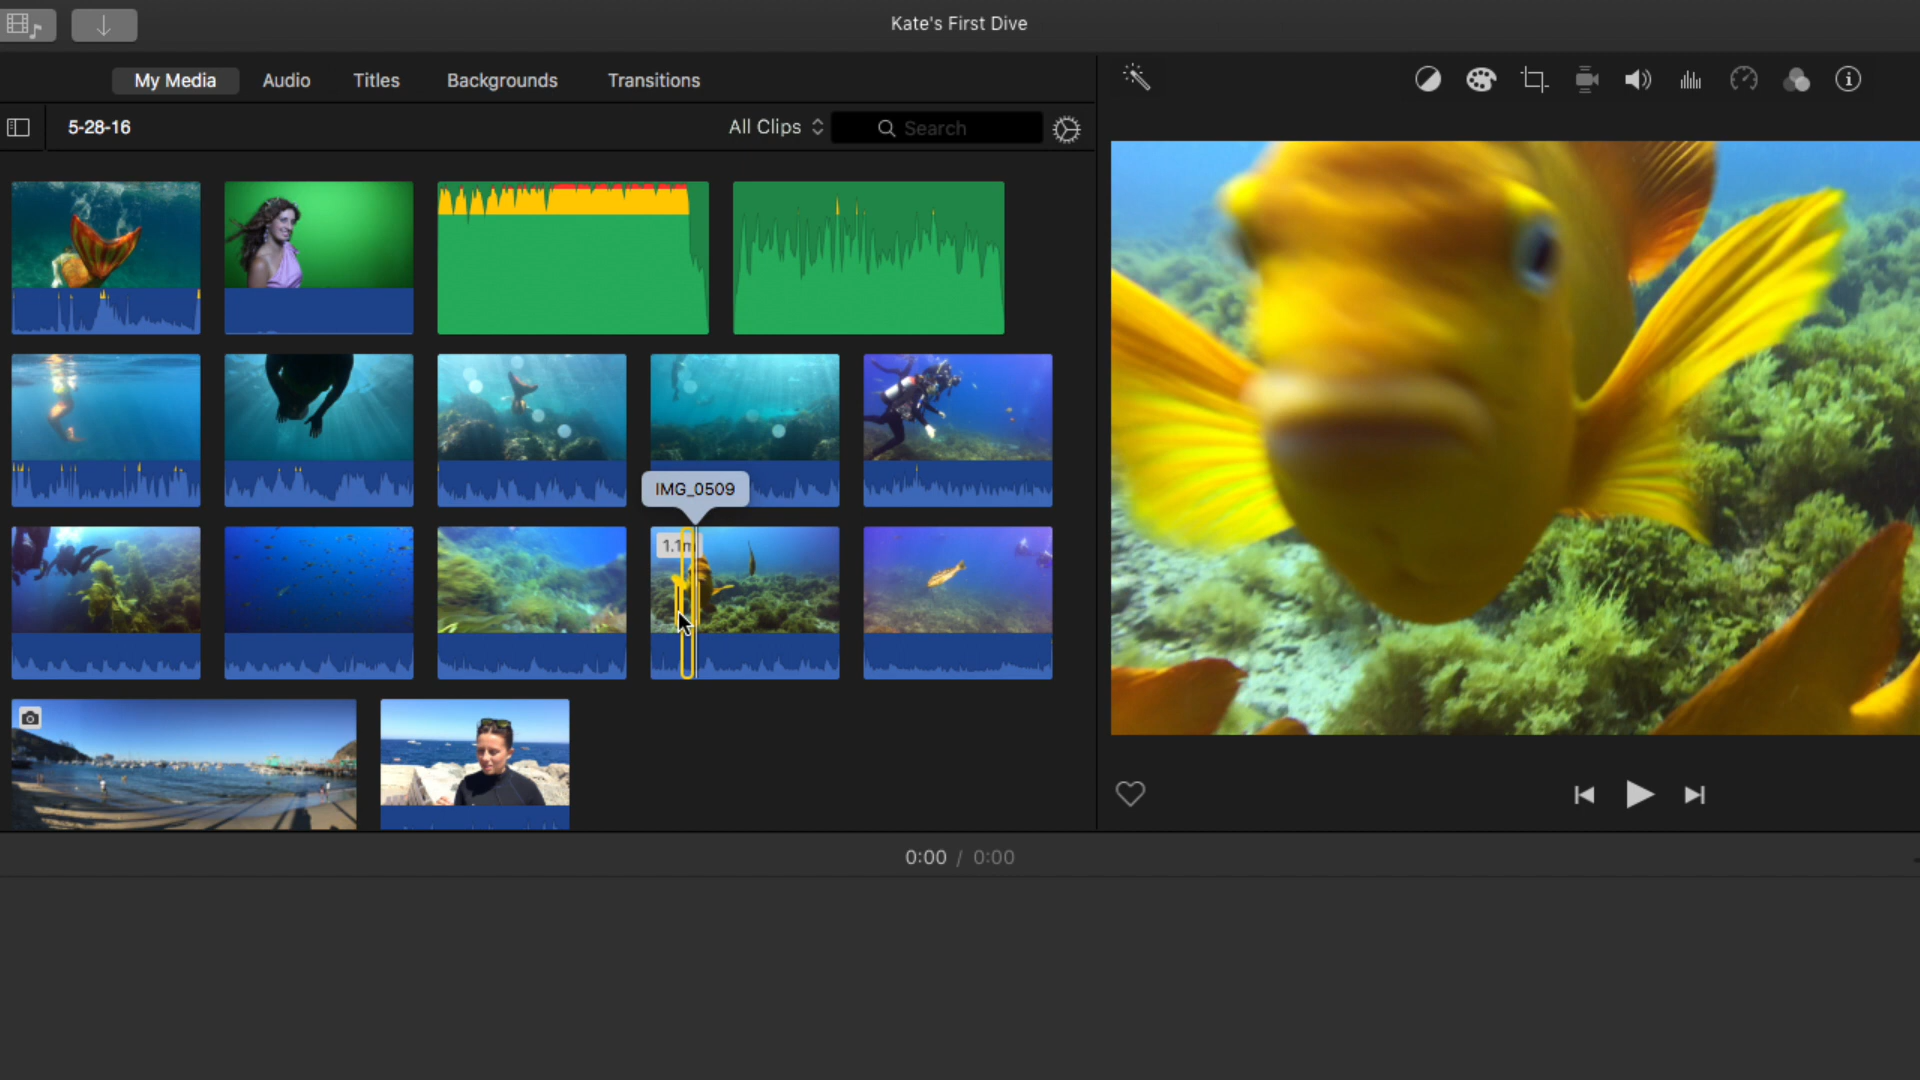 Kate's First Dive
My Media
Audio
Titles
Backgrounds
Transitions
5-28-16
All Clips
Search
IMG_0509
0:00 / 0:00